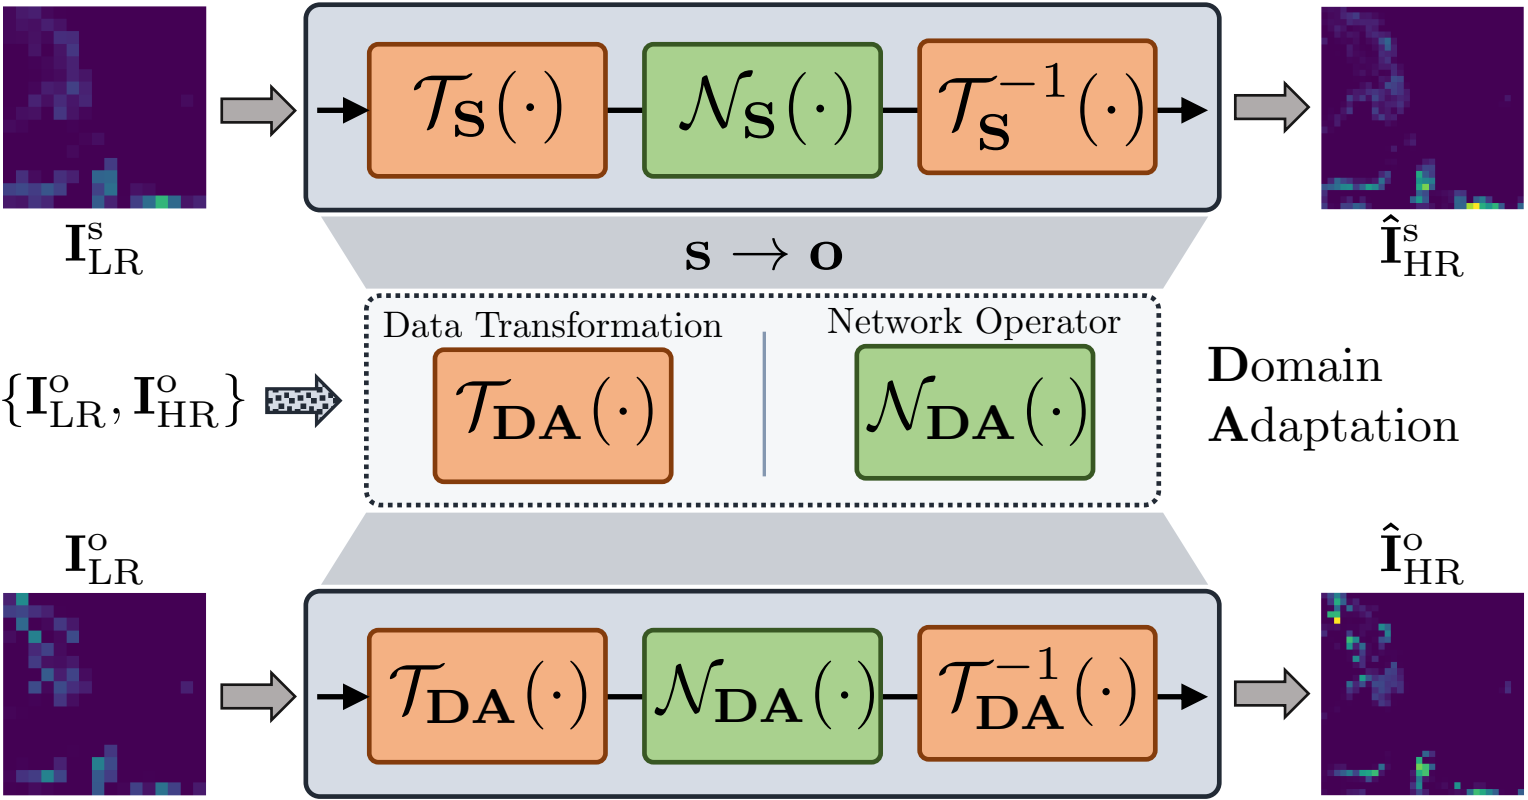 𝒯_S(·) 𝒩_S(·) 𝒯_S^{−1}(·)
I^s_LR
Î^s_HR
s → o
Data Transformation
Network Operator
{I^o_LR, I^o_HR}
𝒯_DA(·)
𝒩_DA(·)
Domain
Adaptation
I^o_LR
Î^o_HR
𝒯_DA(·) 𝒩_DA(·) 𝒯_DA^{−1}(·)